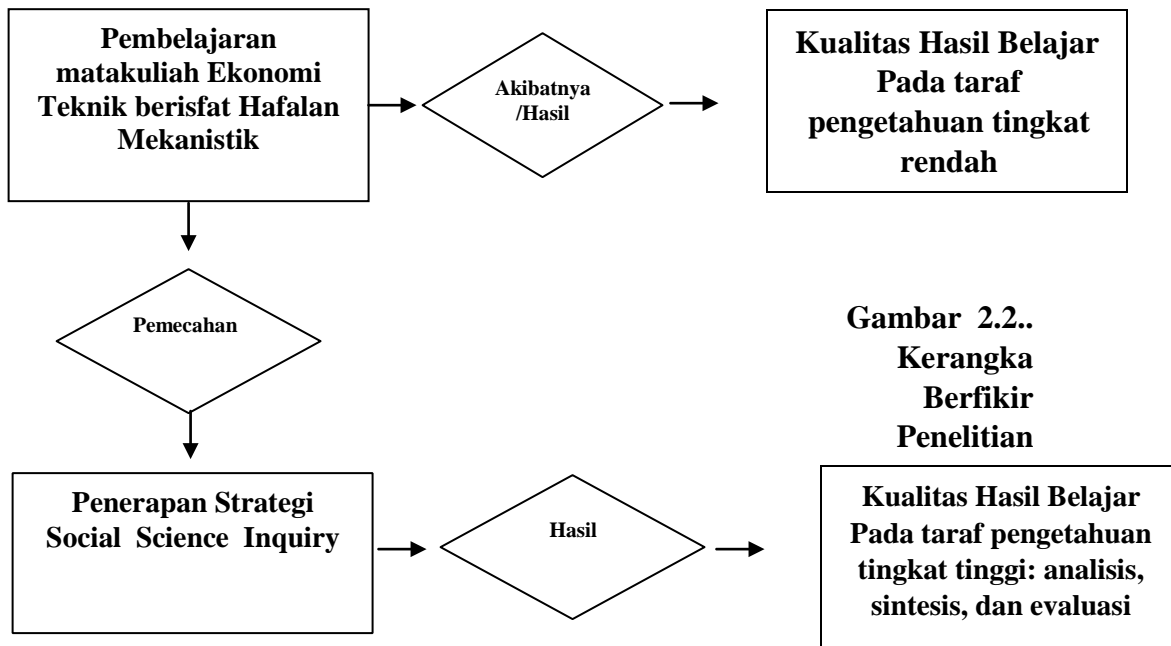 Pembelajaran
matakuliah Ekonomi
Teknik berisfat Hafalan
Mekanistik
Akibatnya
/Hasil
Kualitas Hasil Belajar
Pada taraf
pengetahuan tingkat
rendah
Pemecahan
Gambar 2.2..
Kerangka
Berfikir
Penelitian
Penerapan Strategi
Social Science Inquiry
Hasil
Kualitas Hasil Belajar
Pada taraf pengetahuan
tingkat tinggi: analisis,
sintesis, dan evaluasi